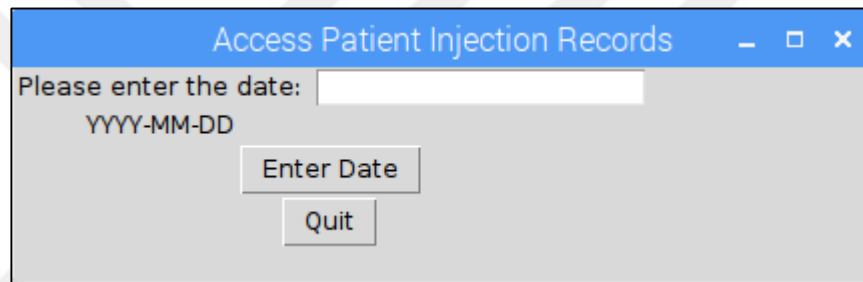 Access Patient Injection Records
Please enter the date:
YYYY-MM-DD
Enter Date
Quit